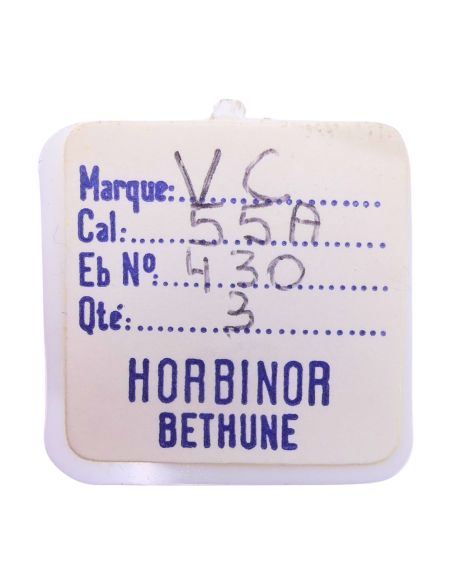 Marque: V C
Cal: 55A
Eb Nº: 430
Qté: 3
HORBINOR
BETHUNE